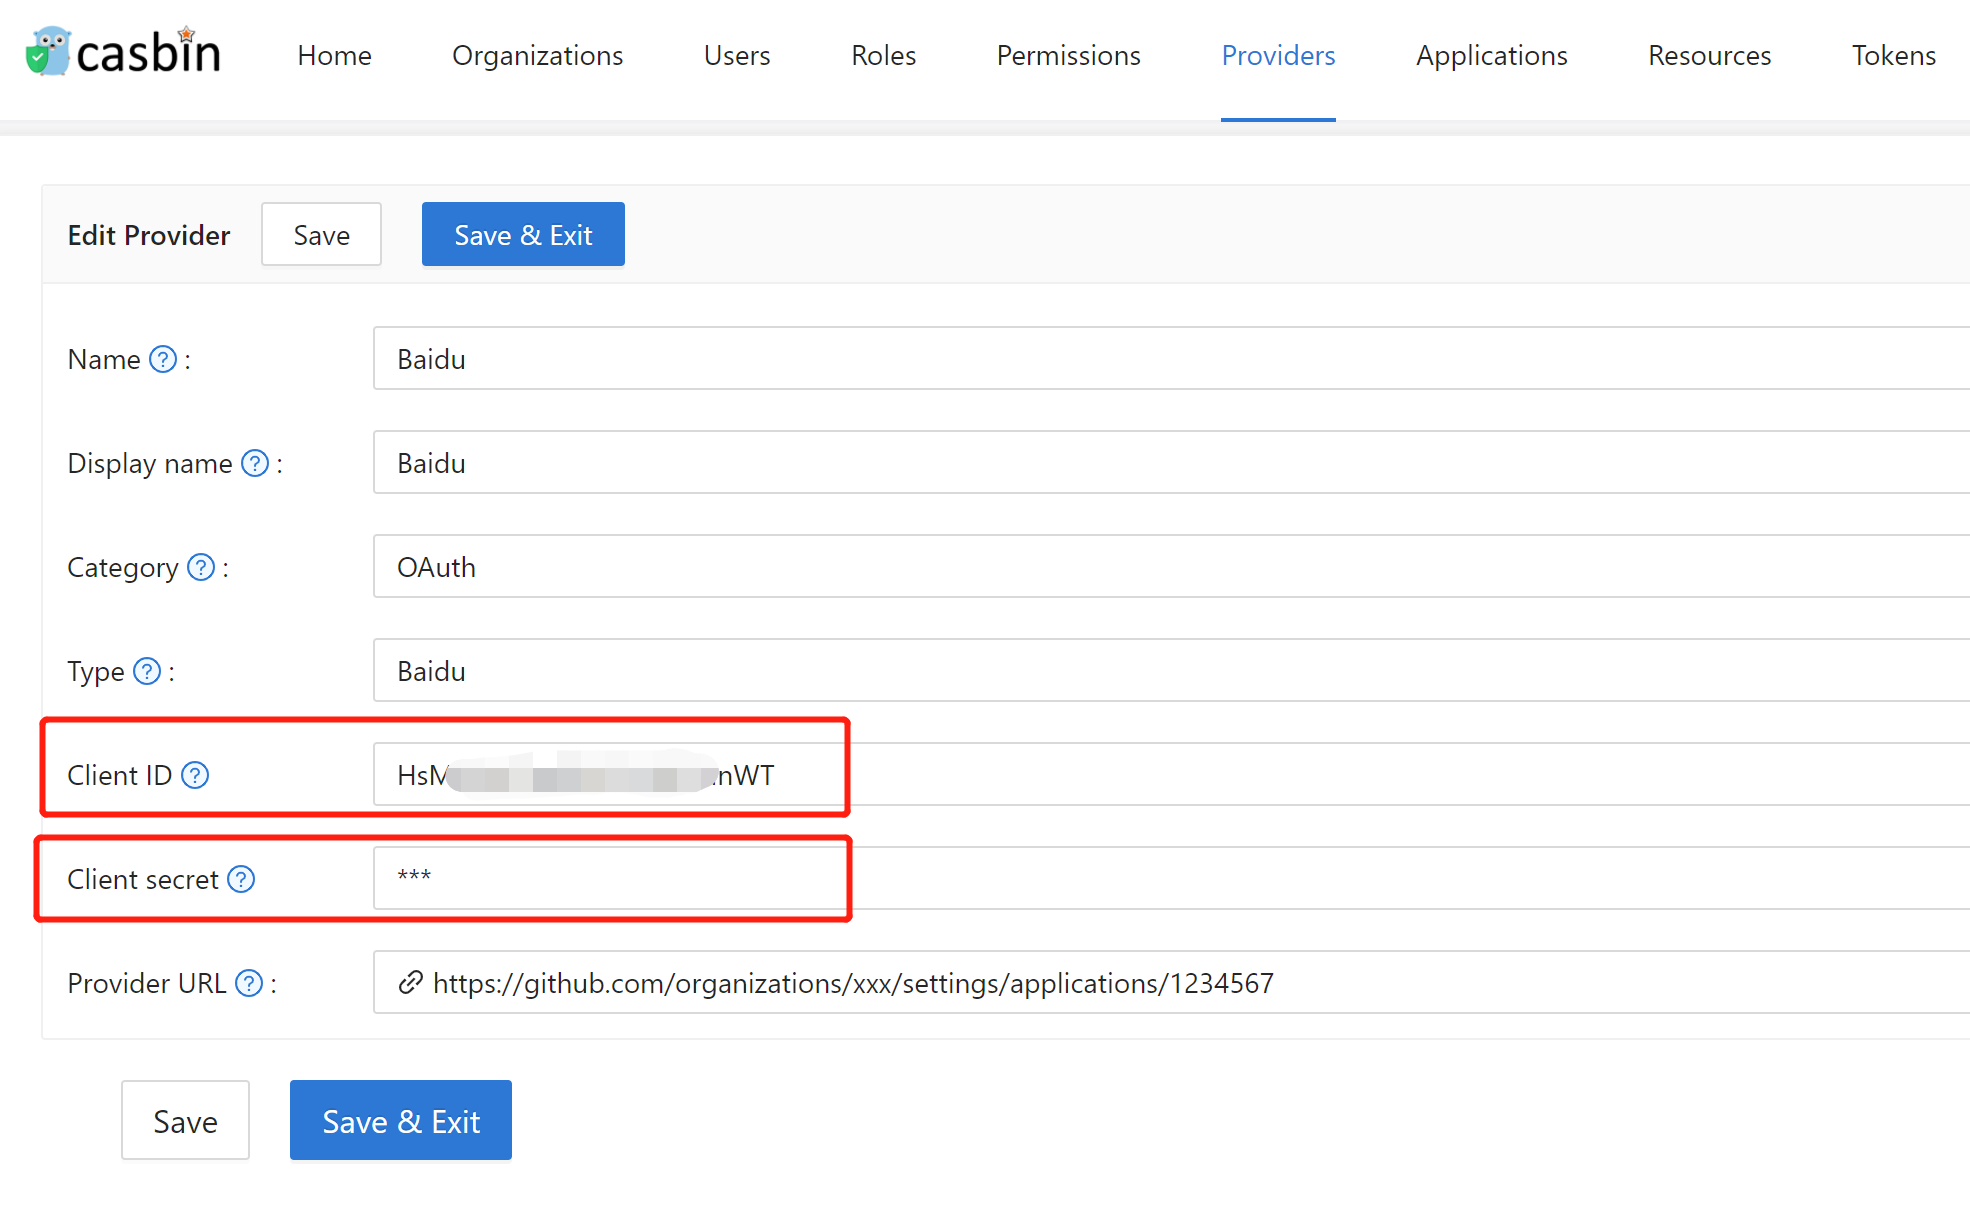 casbin Home Organizations Users Roles Permissions Providers Applications Resources Tokens
Edit Provider Save Save & Exit
Name ? : Baidu
Display name ? : Baidu
Category ? : OAuth
Type ? : Baidu
Client ID ? HsM nWT
Client secret ? ***
Provider URL ? : https://github.com/organizations/xxx/settings/applications/1234567
Save Save & Exit